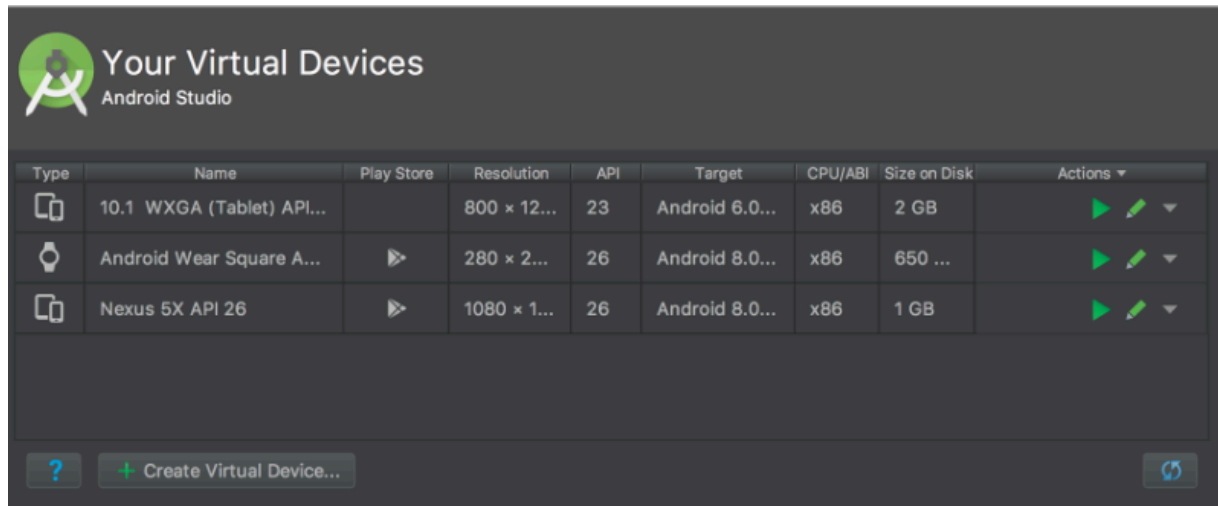 Your Virtual Devices
Android Studio
Type Name Play Store Resolution API Target CPU/ABI Size on Disk Actions
10.1 WXGA (Tablet) API... 800 × 12... 23 Android 6.0... x86 2 GB
Android Wear Square A... 280 × 2... 26 Android 8.0... x86 650 ...
Nexus 5X API 26 1080 × 1... 26 Android 8.0... x86 1 GB
? + Create Virtual Device...